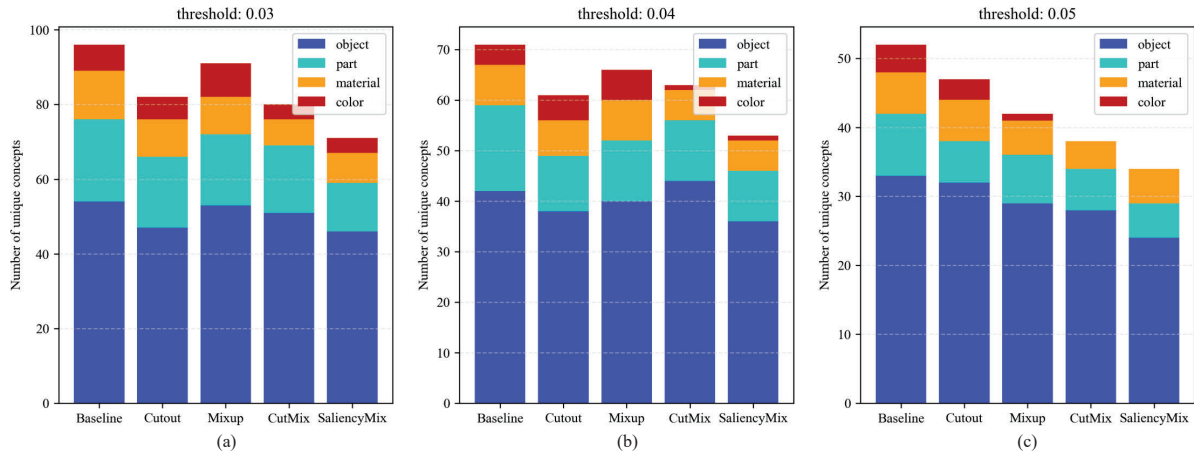 threshold: 0.03
100
80
60
40
20
0
Number of unique concepts
object
part
material
color
Baseline Cutout Mixup CutMix SaliencyMix
(a)
threshold: 0.04
70
60
50
40
30
20
10
0
Number of unique concepts
object
part
material
color
Baseline Cutout Mixup CutMix SaliencyMix
(b)
threshold: 0.05
50
40
30
20
10
0
Number of unique concepts
object
part
material
color
Baseline Cutout Mixup CutMix SaliencyMix
(c)